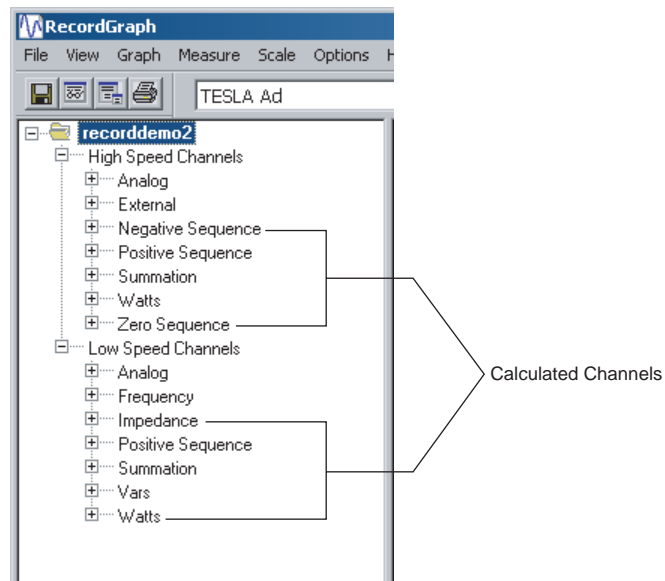 RecordGraph
File View Graph Measure Scale Options H
TESLA Ad
recorddemo2
High Speed Channels
Analog
External
Negative Sequence
Positive Sequence
Summation
Watts
Zero Sequence
Low Speed Channels
Analog
Frequency
Impedance
Positive Sequence
Summation
Vars
Watts
Calculated Channels